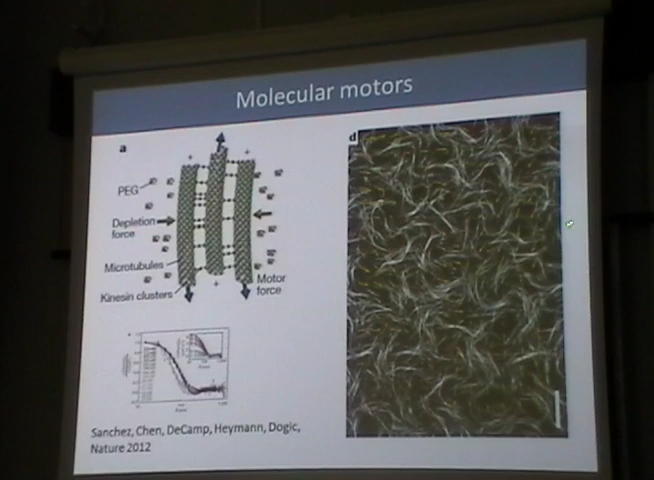 Molecular motors
a
d
+
+
PEG
Depletion
force
Microtubules
Kinesin clusters
+
Motor
force
Sanchez, Chen, DeCamp, Heymann, Dogic,
Nature 2012